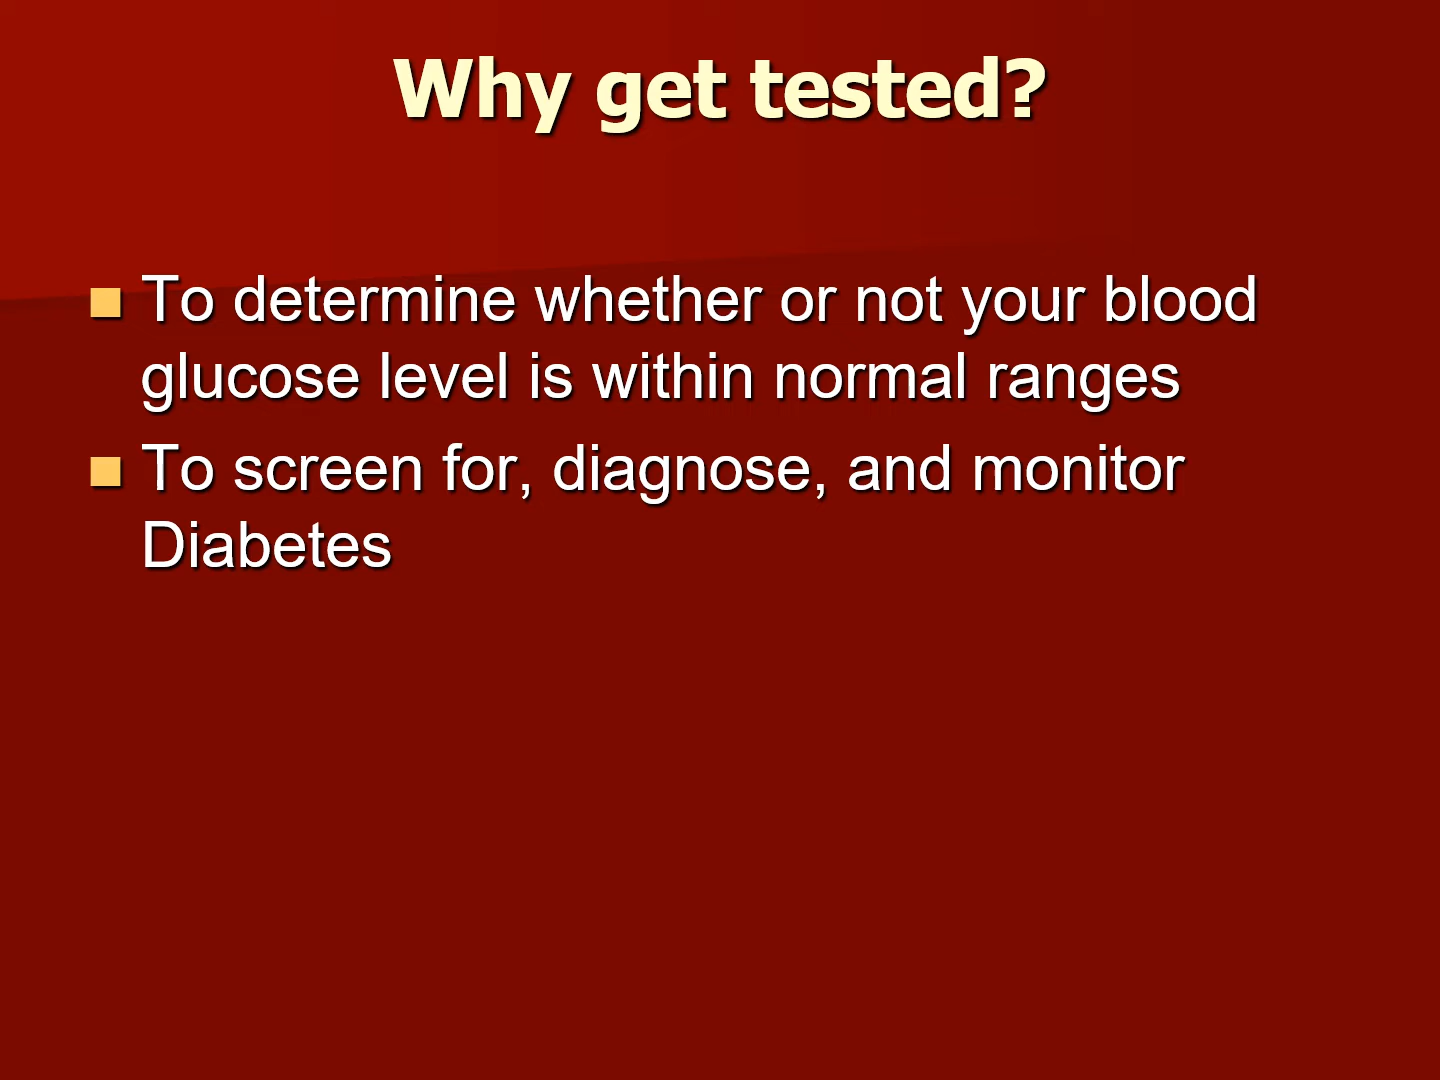 Why get tested?
To determine whether or not your blood
glucose level is within normal ranges
To screen for, diagnose, and monitor
Diabetes